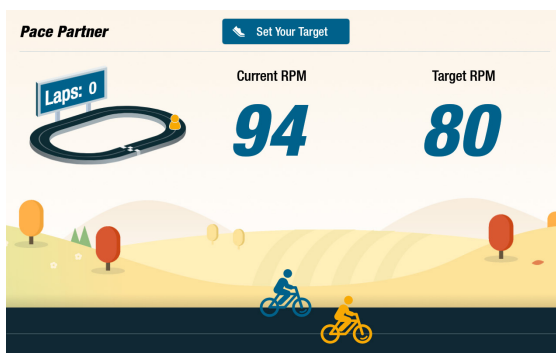 Pace Partner
Set Your Target
Laps: 0
Current RPM
Target RPM
94
80